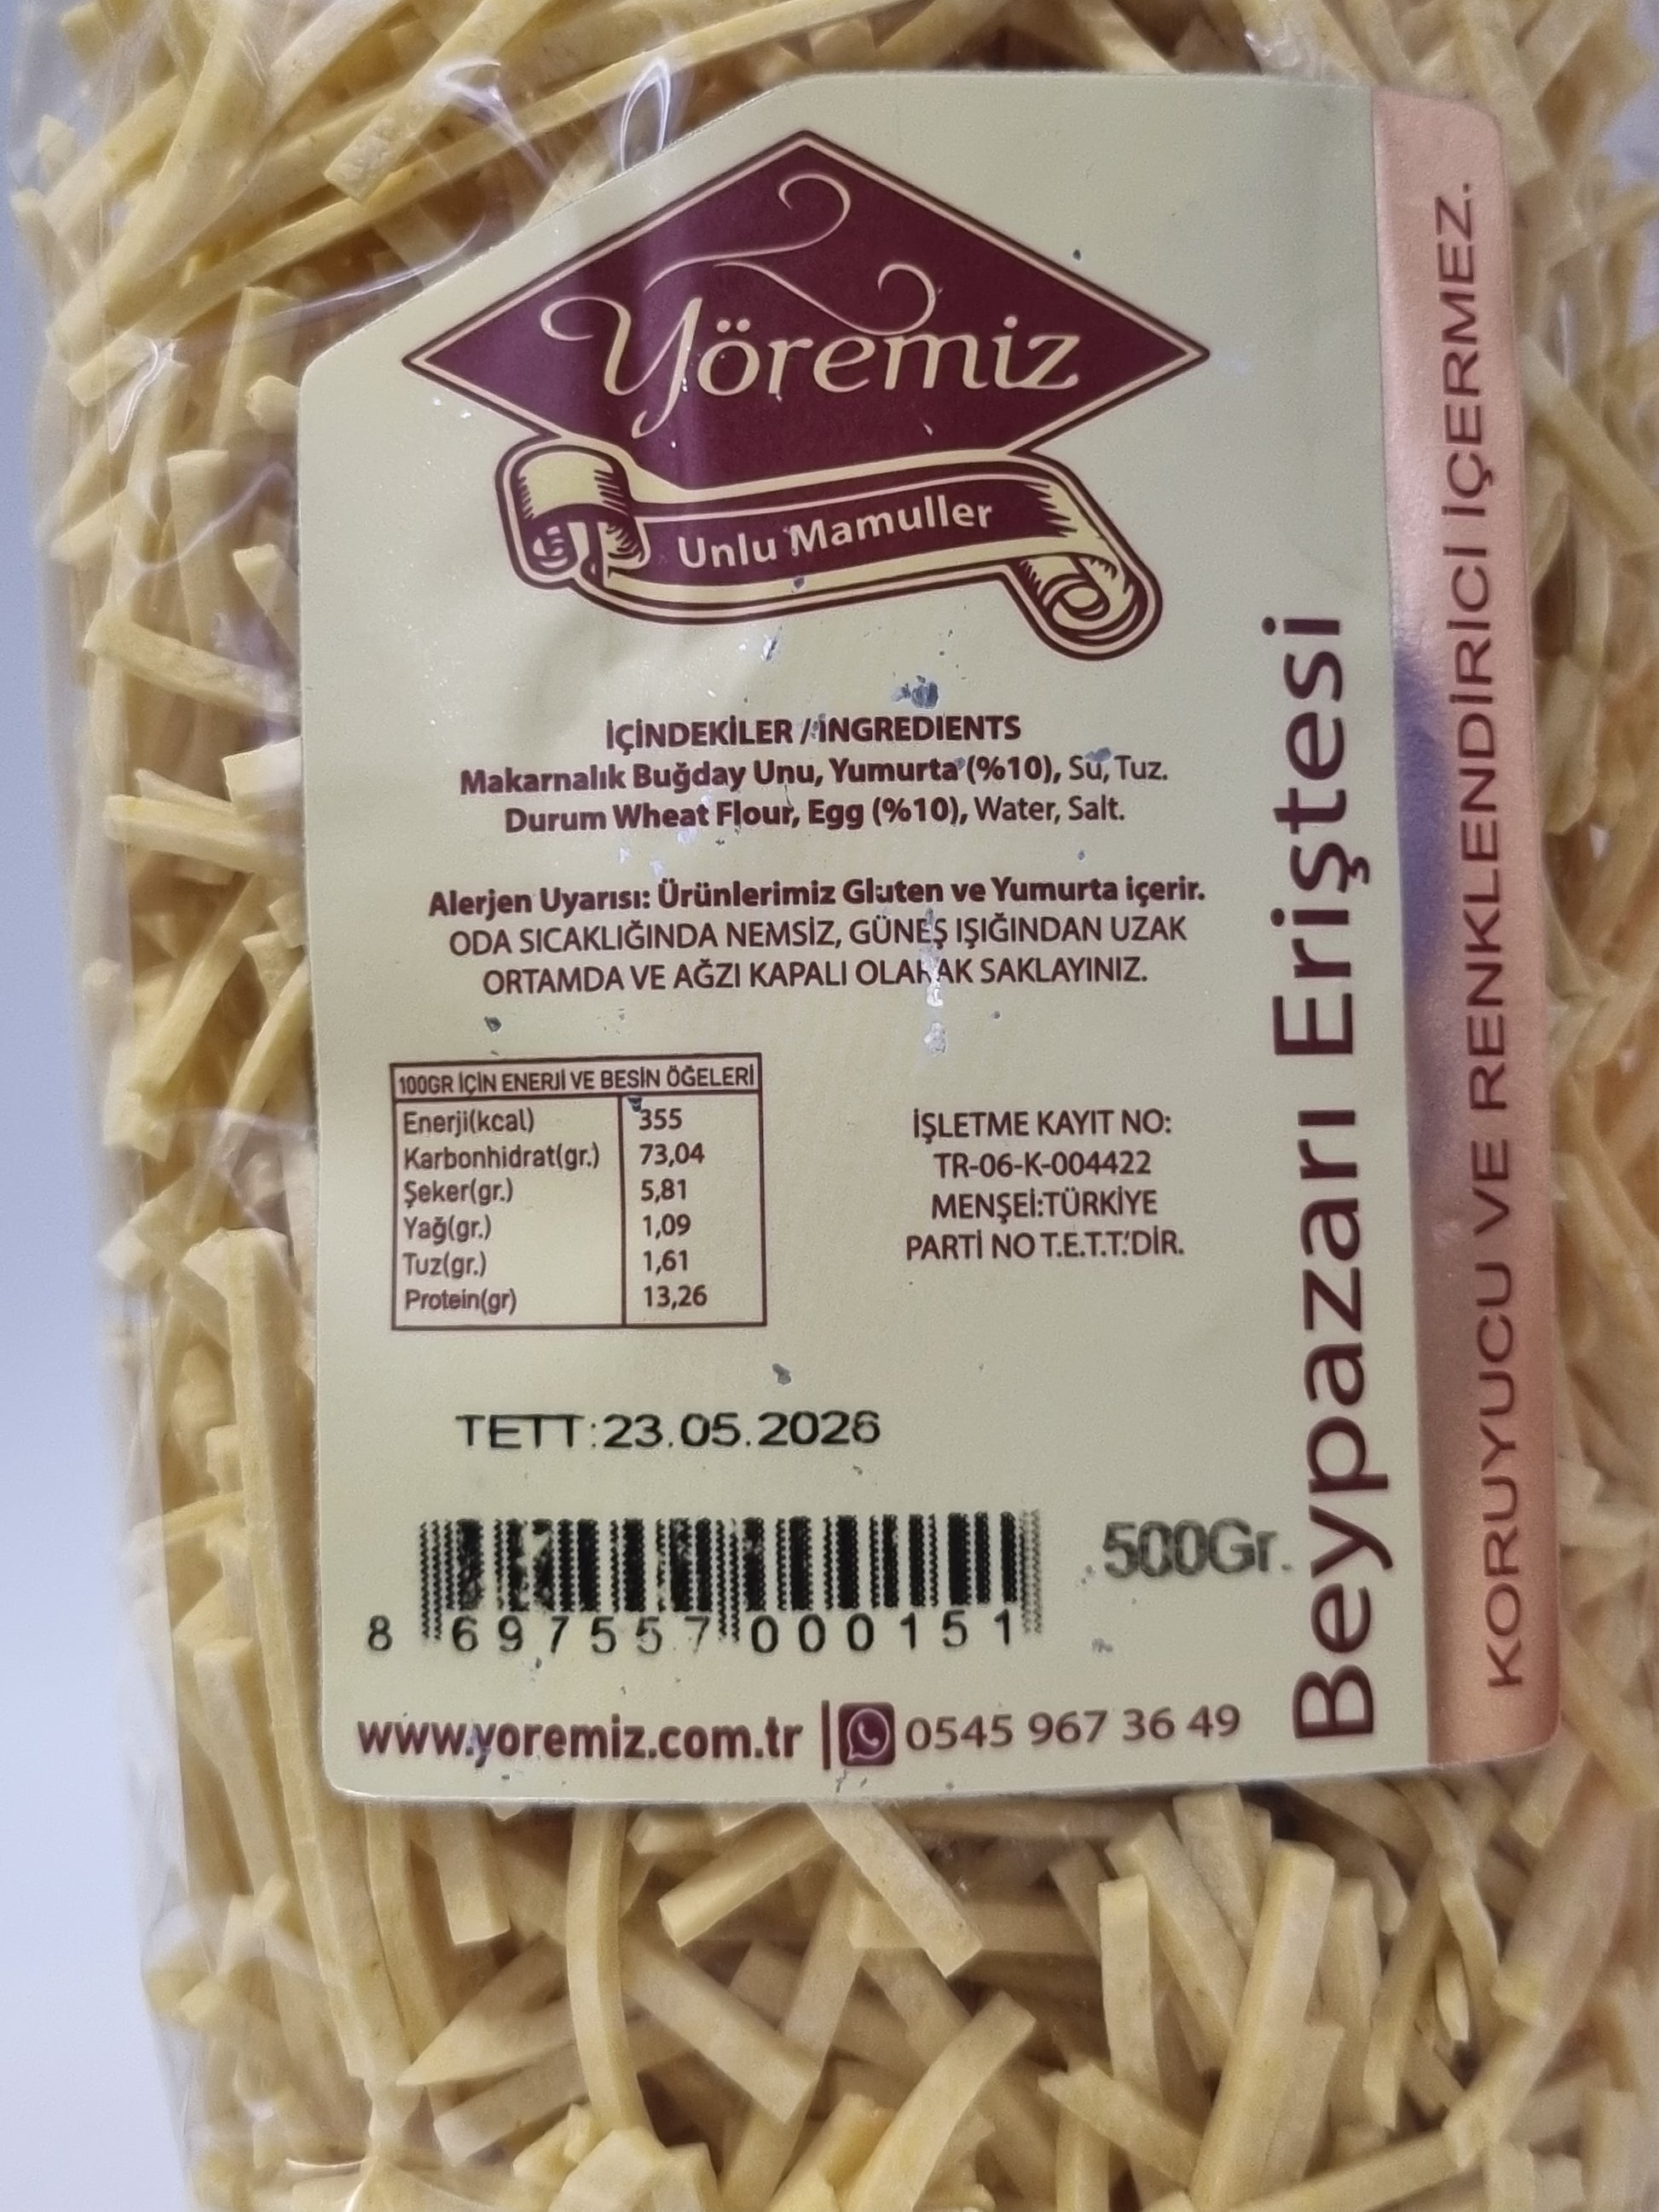 Yöremiz
Unlu Mamuller
İÇİNDEKİLER / INGREDIENTS
Makarnalık Buğday Unu, Yumurta (%10), Su, Tuz.
Durum Wheat Flour, Egg (%10), Water, Salt.
Alerjen Uyarısı: Ürünlerimiz Gluten ve Yumurta içerir.
ODA SICAKLIĞINDA NEMSİZ, GÜNEŞ IŞIĞINDAN UZAK
ORTAMDA VE AĞZI KAPALI OLARAK SAKLAYINIZ.
100GR İÇİN ENERJİ VE BESİN ÖĞELERİ
Enerji(kcal) 355
Karbonhidrat(gr.) 73,04
Şeker(gr.) 5,81
Yağ(gr.) 1,09
Tuz(gr.) 1,61
Protein(gr) 13,26
İŞLETME KAYIT NO:
TR-06-K-004422
MENŞEİ:TÜRKİYE
PARTİ NO T.E.T.T.'DİR.
TETT:23.05.2026
8 697557 000151
500Gr.
www.yoremiz.com.tr | 0545 967 36 49
Beypazarı Eriştesi
KORUYUCU VE RENKLENDİRİCİ İÇERMEZ.